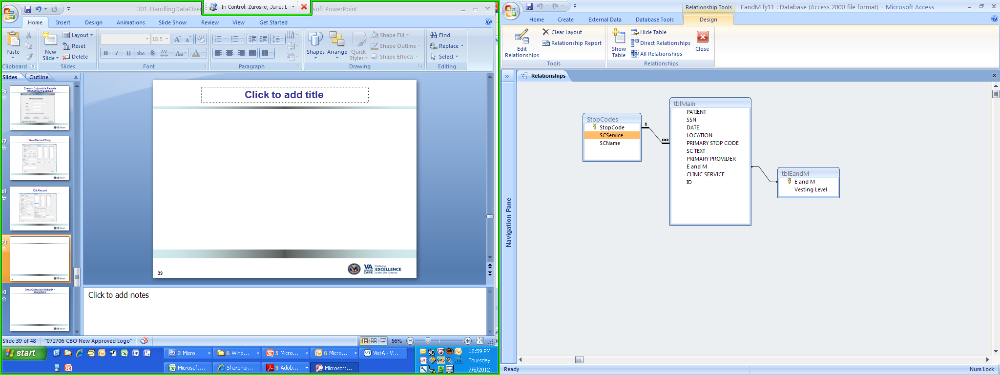 301_HandlingDataOver
In Control: Zuroske, Janet L
soft PowerPoint
Home
Insert
Design
Animations
Slide Show
Review
View
Get Started
Paste
Clipboard
New
Slide
Layout
Reset
Delete
Slides
18.5
B I U abc S AV Aa A
Font
Paragraph
Shapes
Arrange
Quick
Styles
Shape Fill
Shape Outline
Shape Effects
Drawing
Find
Replace
Select
Editing
Slides
Outline
Eastern Colorado's Records
Management Database
New Record Entry
Edit Record
Data Collection Methods –
SharePoint
Click to add title
39
VA
HEALTH
CARE
Defining
EXCELLENCE
in the 21st Century
Click to add notes
Slide 39 of 48
"072706 CBO New Approved Logo"
56%
start
2 Micro...
6 Wind...
5 Micro...
6 Micro...
VistA - V...
Microsoft...
SharePoi...
3 Adob...
Microsoft...
12:59 PM
Thursday
7/5/2012
Relationship Tools
EandM fy11 : Database (Access 2000 file format) - Microsoft Access
Home
Create
External Data
Database Tools
Design
Edit
Relationships
Clear Layout
Relationship Report
Tools
Show
Table
Hide Table
Direct Relationships
All Relationships
Close
Relationships
Relationships
Navigation Pane
StopCodes
StopCode
SCService
SCName
1
∞
tblMain
PATIENT
SSN
DATE
LOCATION
PRIMARY STOP CODE
SC TEXT
PRIMARY PROVIDER
E and M
CLINIC SERVICE
ID
tblEandM
E and M
Vesting Level
Ready
Num Lock